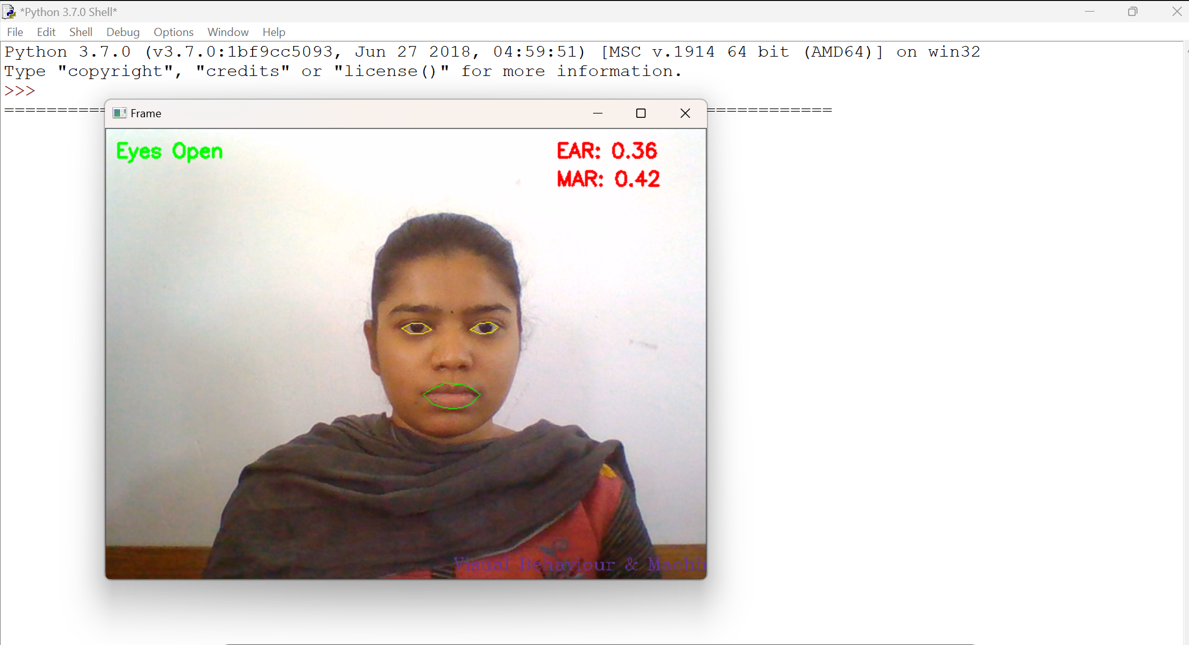 *Python 3.7.0 Shell*
File Edit Shell Debug Options Window Help
Python 3.7.0 (v3.7.0:1bf9cc5093, Jun 27 2018, 04:59:51) [MSC v.1914 64 bit (AMD64)] on win32
Type "copyright", "credits" or "license()" for more information.
>>>
Frame
Eyes Open
EAR: 0.36
MAR: 0.42
Visual Behaviour &